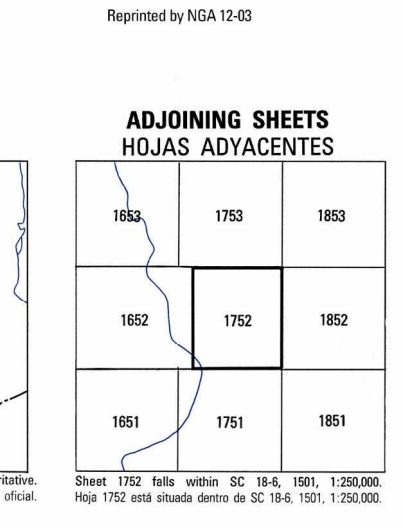 Reprinted by NGA 12-03
ADJOINING SHEETS
HOJAS ADYACENTES
1653 1753 1853
1652 1752 1852
1651 1751 1851
ritative.
oficial.
Sheet 1752 falls within SC 18-6, 1501, 1:250,000.
Hoja 1752 está situada dentro de SC 18-6, 1501, 1:250,000.